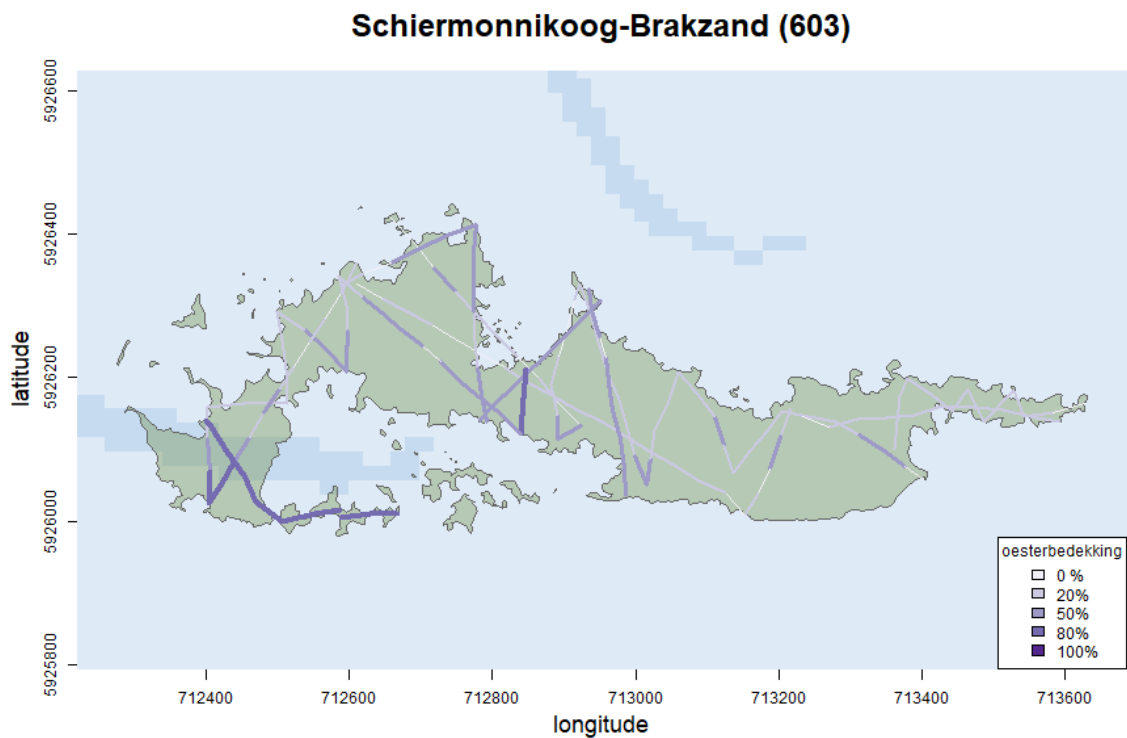 Schiermonnikoog-Brakzand (603)
5926600
5926400
5926200
5926000
5925800
latitude
oesterbedekking
0 %
20%
50%
80%
100%
712400 712600 712800 713000 713200 713400 713600
longitude